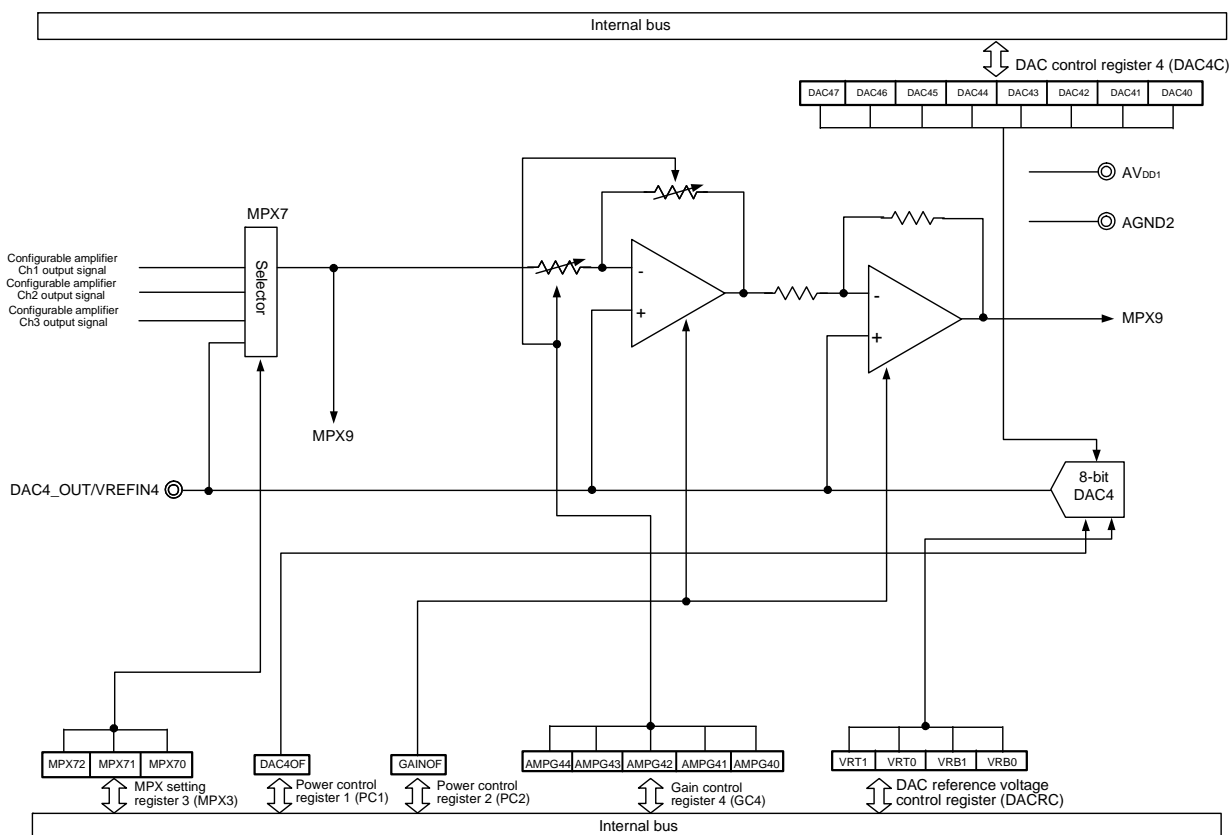 Internal bus
DAC control register 4 (DAC4C)
DAC47 DAC46 DAC45 DAC44 DAC43 DAC42 DAC41 DAC40
AVDD1
AGND2
MPX7
Selector
Configurable amplifier
Ch1 output signal
Configurable amplifier
Ch2 output signal
Configurable amplifier
Ch3 output signal
-
+
-
+
MPX9
MPX9
DAC4_OUT/VREFIN4
8-bit
DAC4
MPX72 MPX71 MPX70
MPX setting
register 3 (MPX3)
DAC4OF
Power control
register 1 (PC1)
GAINOF
Power control
register 2 (PC2)
AMPG44 AMPG43 AMPG42 AMPG41 AMPG40
Gain control
register 4 (GC4)
VRT1 VRT0 VRB1 VRB0
DAC reference voltage
control register (DACRC)
Internal bus